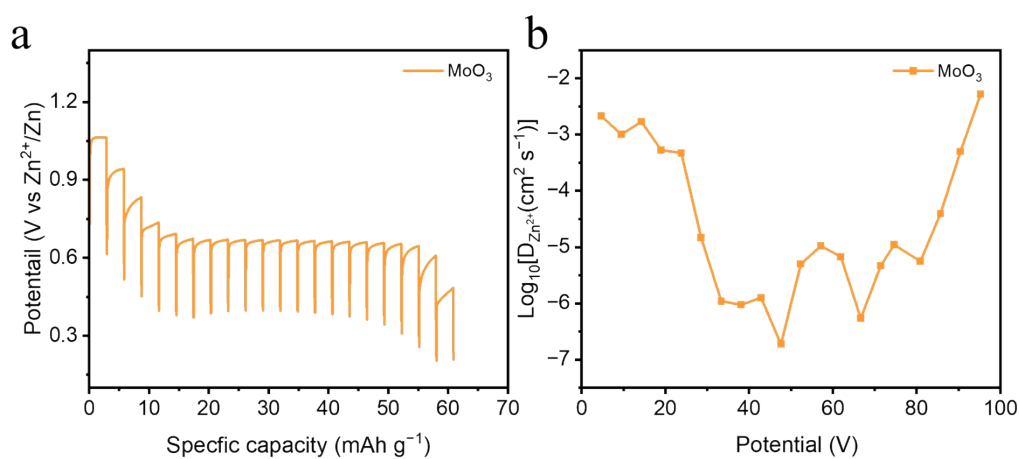 a
MoO₃
Potentail (V vs Zn²⁺/Zn)
1.2
0.9
0.6
0.3
0 10 20 30 40 50 60 70
Specfic capacity (mAh g⁻¹)
b
MoO₃
Log₁₀[D_Zn²⁺(cm² s⁻¹)]
−2
−3
−4
−5
−6
−7
0 20 40 60 80 100
Potential (V)